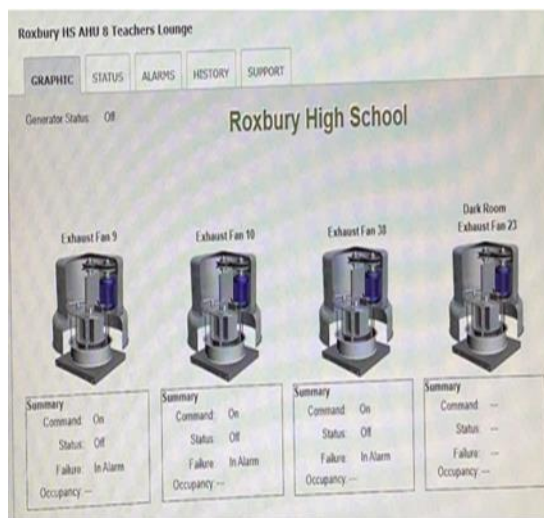 Roxbury HS AHU 8 Teachers Lounge
GRAPHIC STATUS ALARMS HISTORY SUPPORT
Generator Status: Off
Roxbury High School
Exhaust Fan 9
Exhaust Fan 10
Exhaust Fan 38
Dark Room
Exhaust Fan 23
Summary
Command: On
Status: Off
Failure: In Alarm
Occupancy: ---
Summary
Command: On
Status: Off
Failure: In Alarm
Occupancy: ---
Summary
Command: On
Status: Off
Failure: In Alarm
Occupancy: ---
Summary
Command: ---
Status: ---
Failure: ---
Occupancy: ---